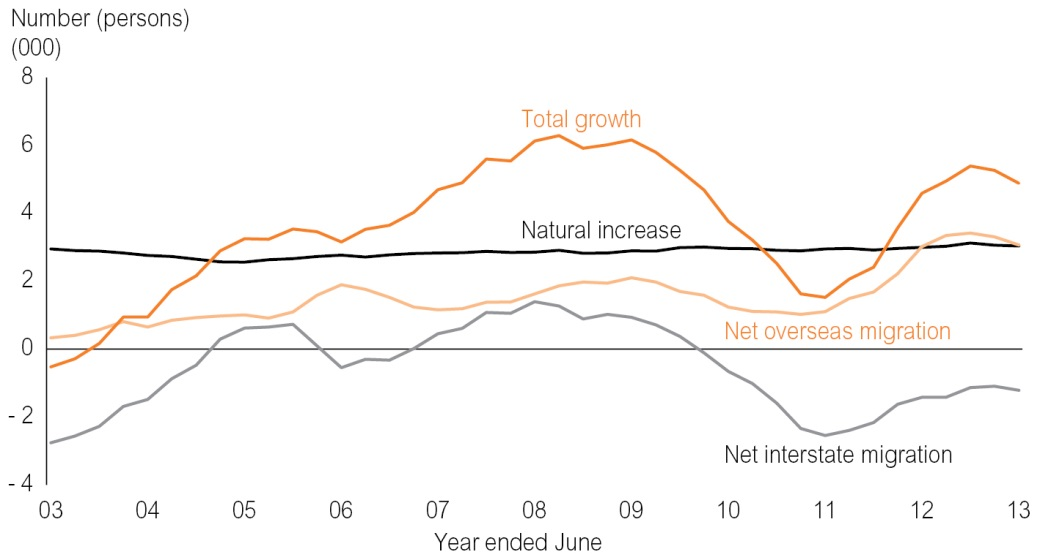 Number (persons)
(000)
8
Total growth
6
Natural increase
4
2
Net overseas migration
0
- 2
Net interstate migration
- 4
03 04 05 06 07 08 09 10 11 12 13
Year ended June